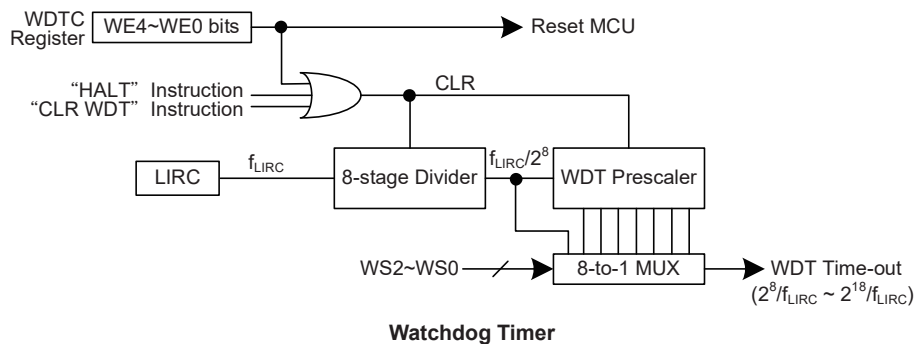 WDTC
Register
WE4~WE0 bits
Reset MCU
"HALT" Instruction
"CLR WDT" Instruction
CLR
LIRC
fLIRC
8-stage Divider
fLIRC/2⁸
WDT Prescaler
WS2~WS0
8-to-1 MUX
WDT Time-out
(2⁸/fLIRC ~ 2¹⁸/fLIRC)
Watchdog Timer